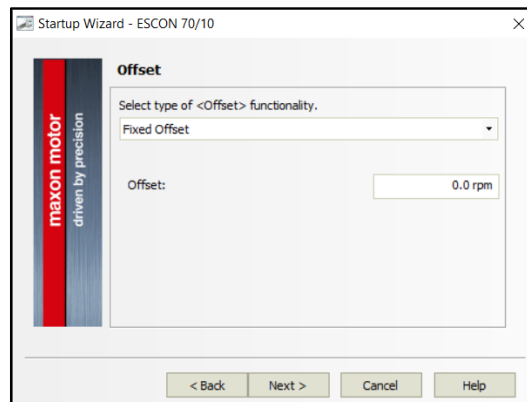 Startup Wizard - ESCON 70/10
Offset
maxon motor
driven by precision
Select type of <Offset> functionality.
Fixed Offset
Offset:
0.0 rpm
< Back
Next >
Cancel
Help